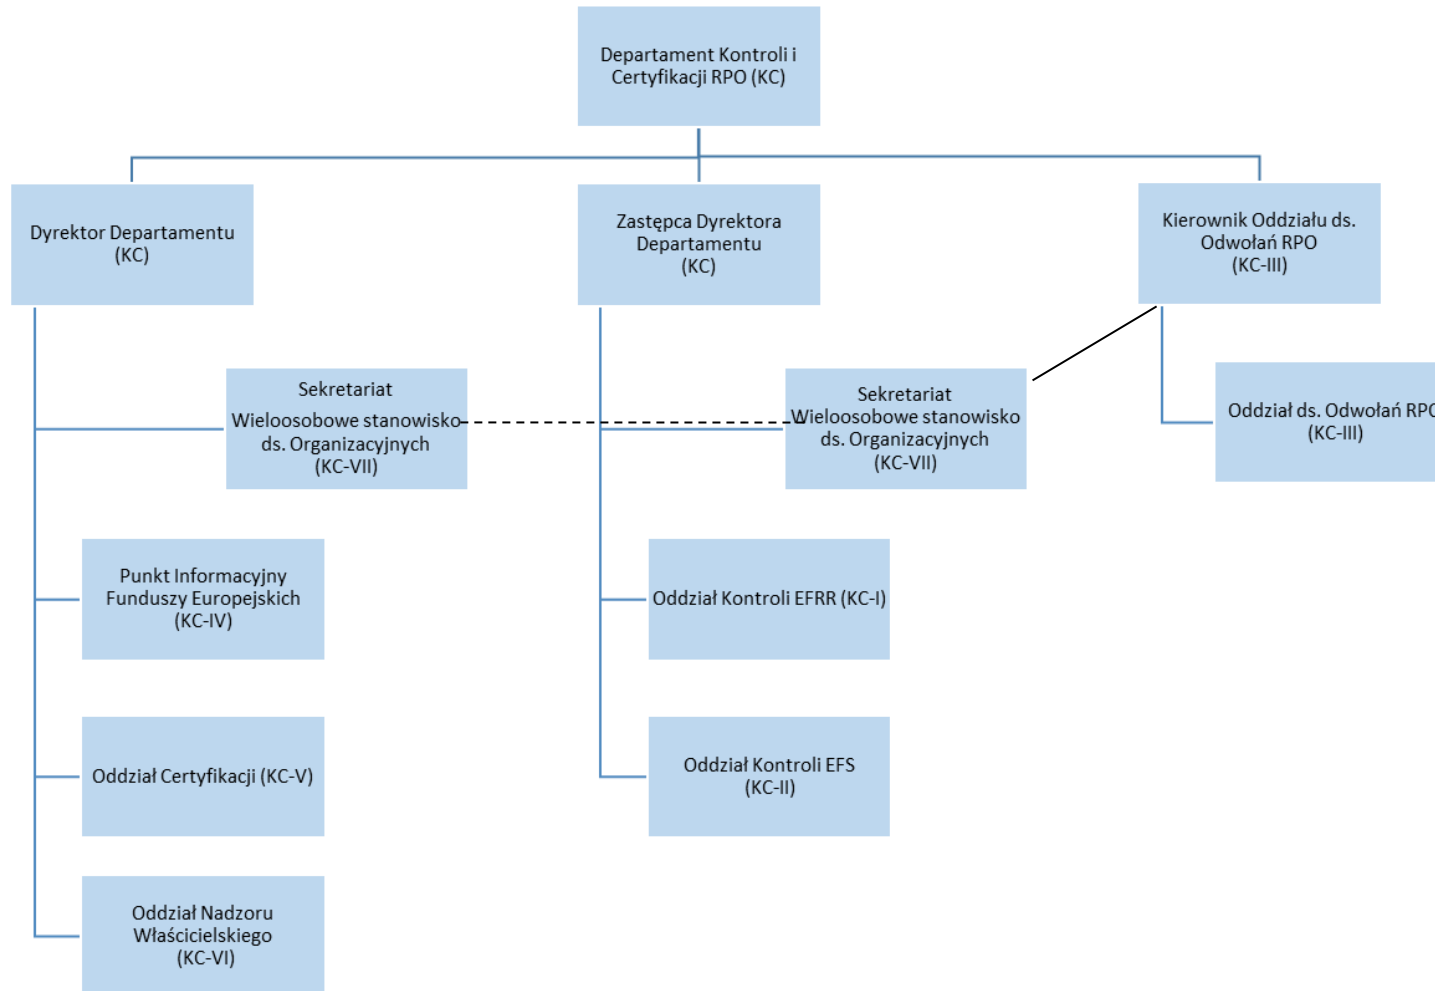 Departament Kontroli i
Certyfikacji RPO (KC)
Dyrektor Departamentu
(KC)
Zastępca Dyrektora
Departamentu
(KC)
Kierownik Oddziału ds.
Odwołań RPO
(KC-III)
Sekretariat
Wieloosobowe stanowisko
ds. Organizacyjnych
(KC-VII)
Sekretariat
Wieloosobowe stanowisko
ds. Organizacyjnych
(KC-VII)
Oddział ds. Odwołań RPO
(KC-III)
Punkt Informacyjny
Funduszy Europejskich
(KC-IV)
Oddział Kontroli EFRR (KC-I)
Oddział Certyfikacji (KC-V)
Oddział Kontroli EFS
(KC-II)
Oddział Nadzoru
Właścicielskiego
(KC-VI)